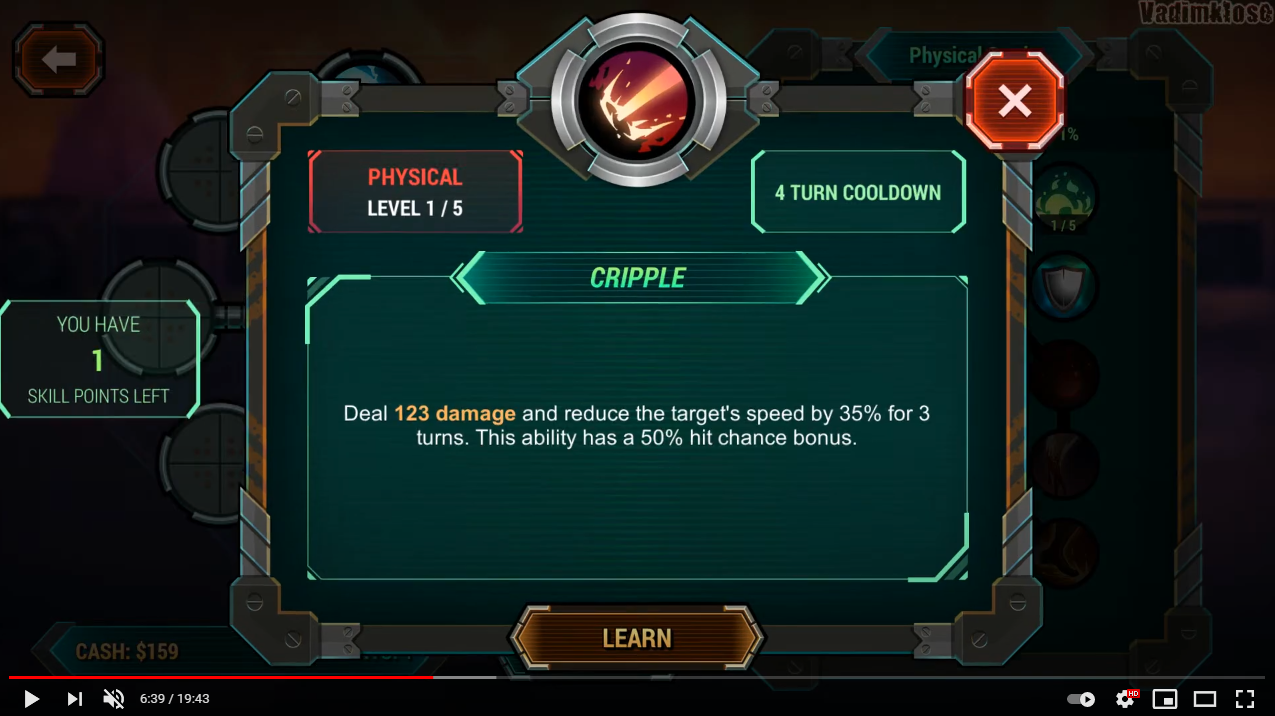 Vadimklose
Physical
PHYSICAL
LEVEL 1 / 5
4 TURN COOLDOWN
1%
1 / 5
CRIPPLE
YOU HAVE
1
SKILL POINTS LEFT
Deal 123 damage and reduce the target's speed by 35% for 3
turns. This ability has a 50% hit chance bonus.
LEARN
CASH: $159
6:39 / 19:43
HD